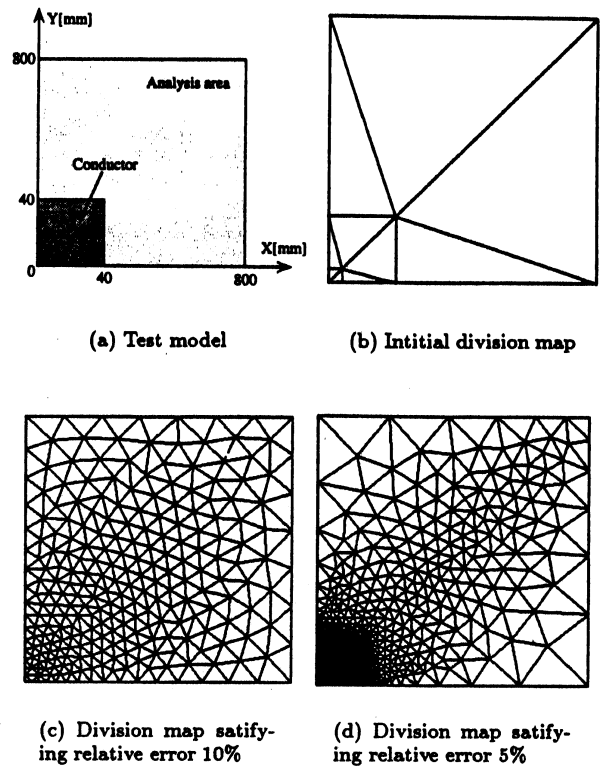 Y[mm]
800
Analysis area
Conductor
40
X[mm]
0
40
800
(a) Test model
(b) Intitial division map
(c) Division map satify-
ing relative error 10%
(d) Division map satify-
ing relative error 5%